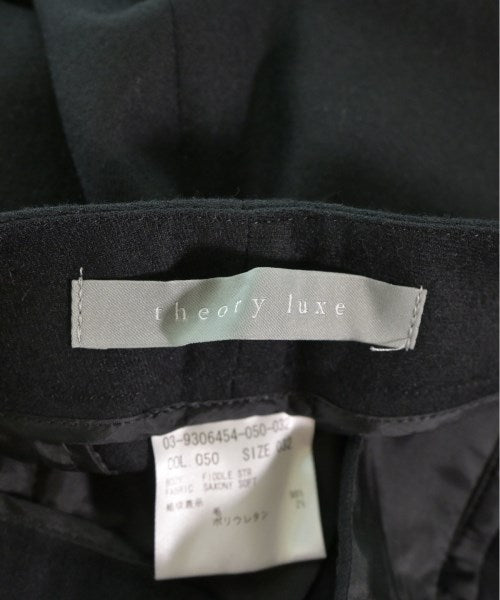 theory luxe
03-9306454-050-032
COL. 050 SIZE 032
BODY: FIDDLE STR
FABRIC SAXONY SOFT
組成表示
毛 98%
ポリウレタン 2%